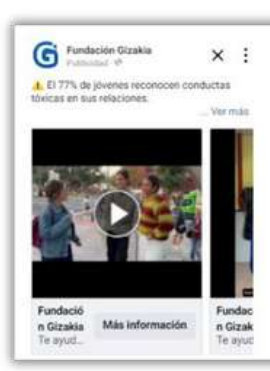 Fundación Gizakia
Publicidad
⚠️ El 77% de jóvenes reconocen conductas
tóxicas en sus relaciones.
... Ver más
Fundació
n Gizakia
Te ayud...
Más información
Fundac
n Gizak
Te ayud